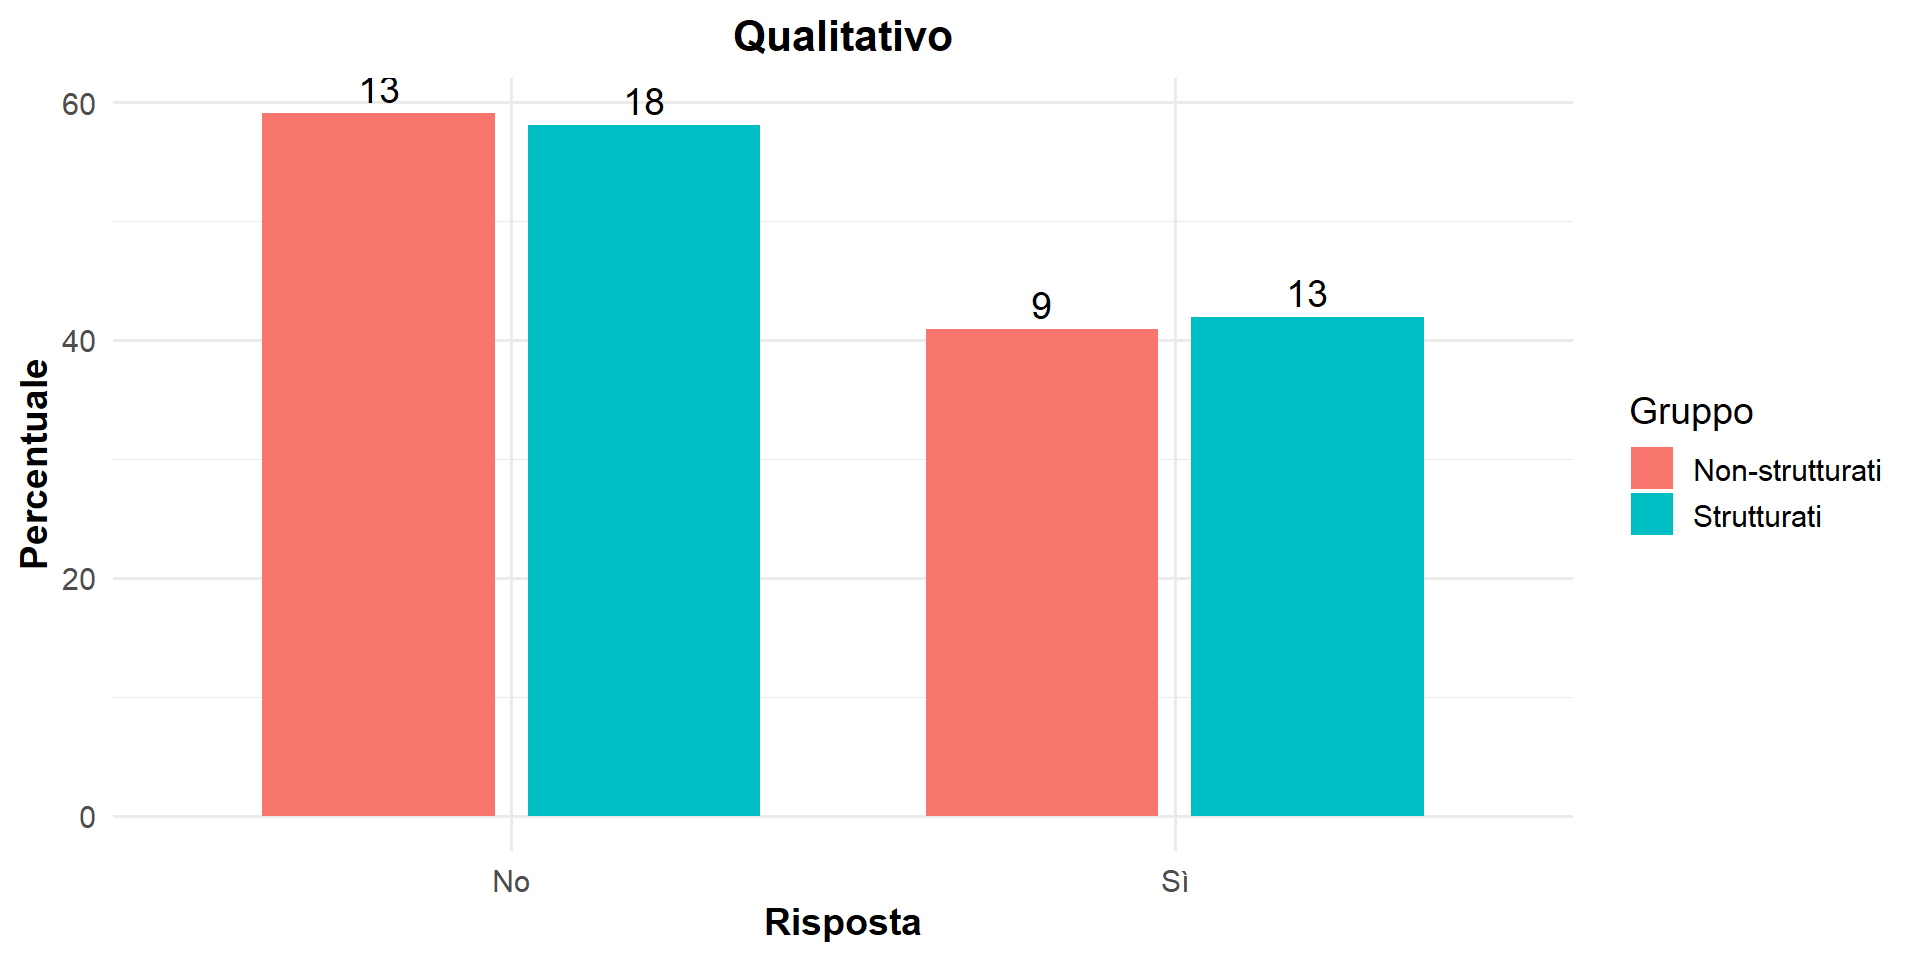 Qualitativo
Percentuale
60
40
20
0
13
18
9
13
No
Sì
Risposta
Gruppo
Non-strutturati
Strutturati